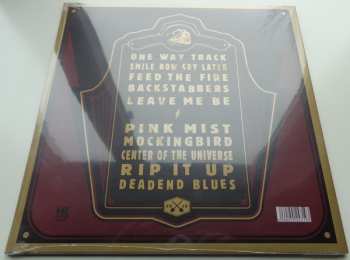 ONE WAY TRACK
SMILE NOW CRY LATER
FEED THE FIRE
BACKSTABBERS
LEAVE ME BE
PINK MIST
MOCKINGBIRD
CENTER OF THE UNIVERSE
RIP IT UP
DEADEND BLUES